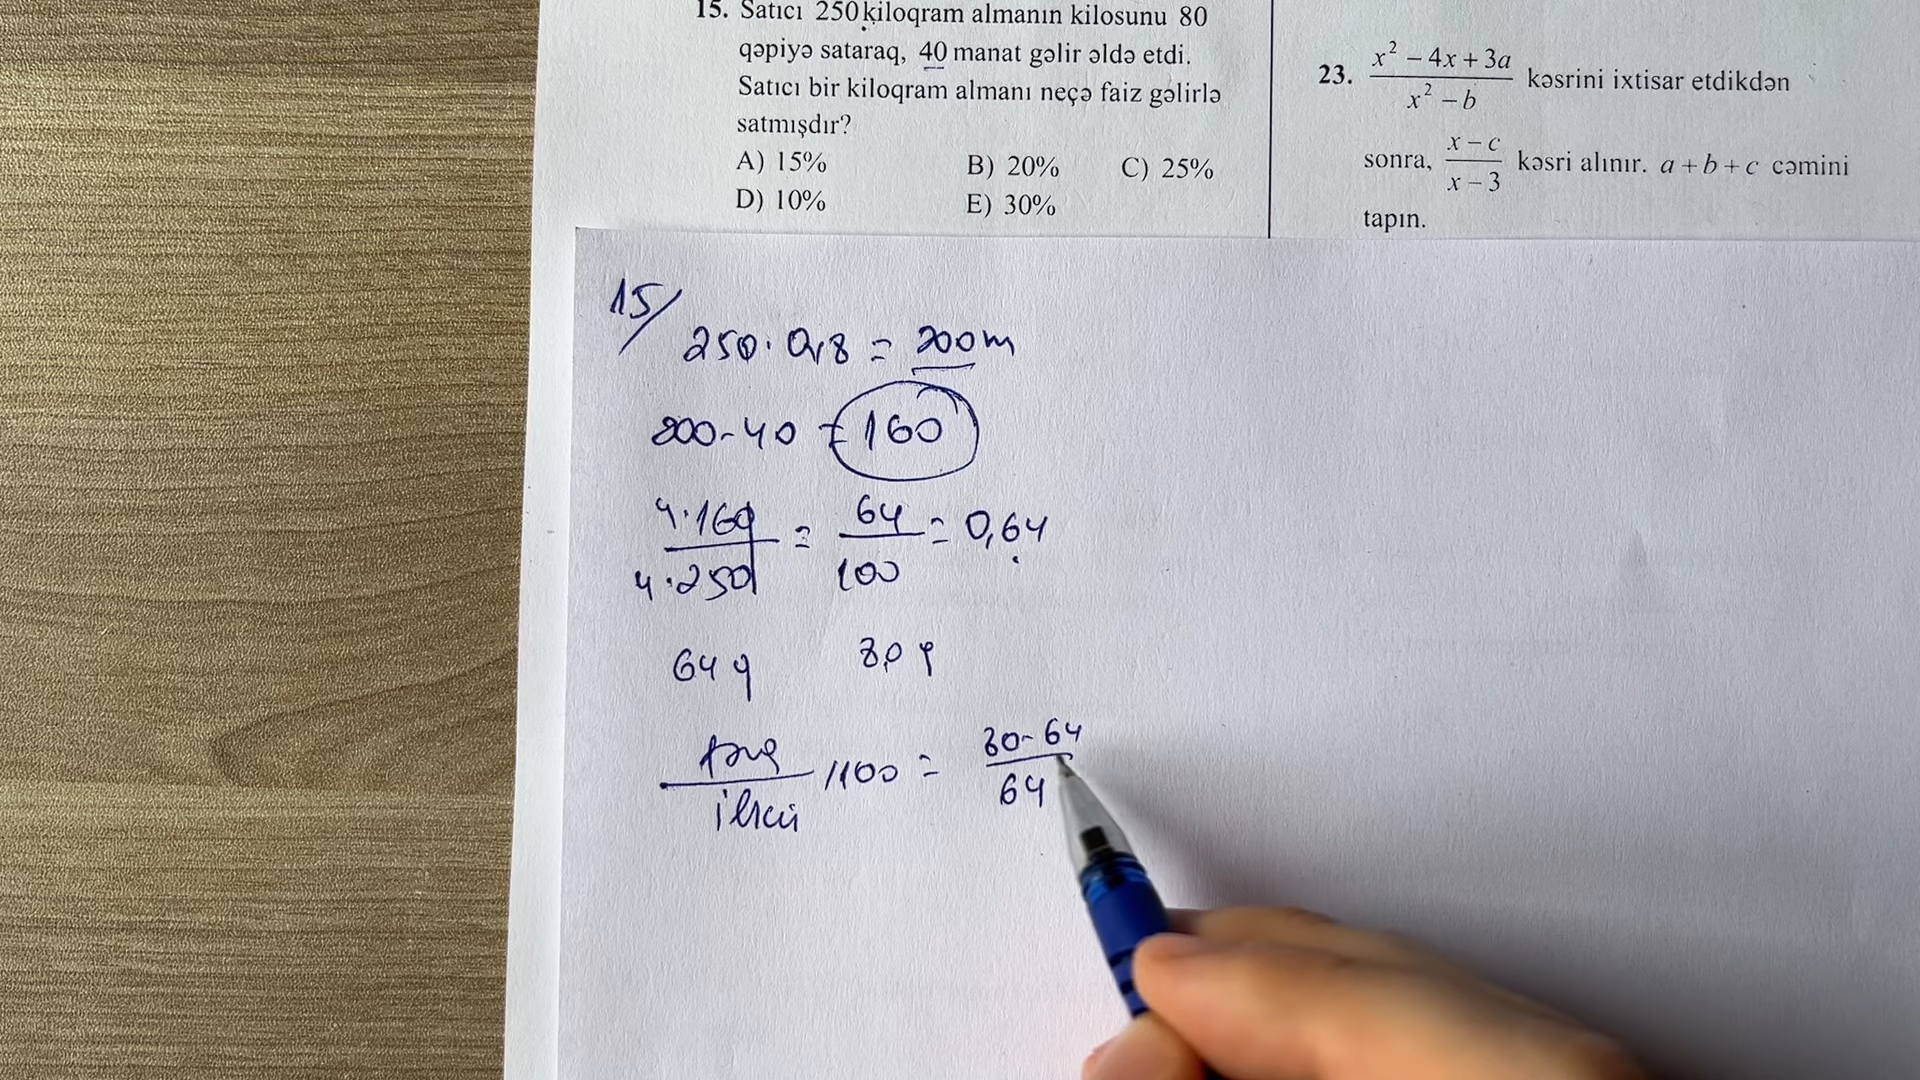 15. Satıcı 250 kiloqram almanın kilosunu 80
qəpiyə sataraq, 40 manat gəlir əldə etdi.
Satıcı bir kiloqram almanı neçə faiz gəlirlə
satmışdır?
A) 15% B) 20% C) 25%
D) 10% E) 30%
23. (x² − 4x + 3a)/(x² − b) kəsrini ixtisar etdikdən
sonra, (x − c)/(x − 3) kəsri alınır. a + b + c cəmini
tapın.
15/
250 · 0,8 = 200m
200 - 40 = 160
4·160/4·250 = 64/100 = 0,64
64 q 80 q
fərq/ilkin · 100 = 80-64/64